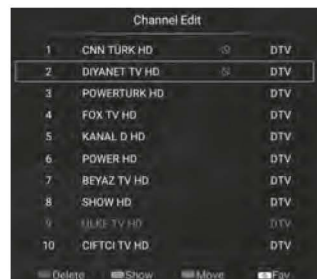 Channel Edit
1 CNN TÜRK HD DTV
2 DIYANET TV HD DTV
3 POWERTURK HD DTV
4 FOX TV HD DTV
5 KANAL D HD DTV
6 POWER HD DTV
7 BEYAZ TV HD DTV
8 SHOW HD DTV
9 ULKE TV HD DTV
10 CIFTCI TV HD DTV
Delete Show Move Fav